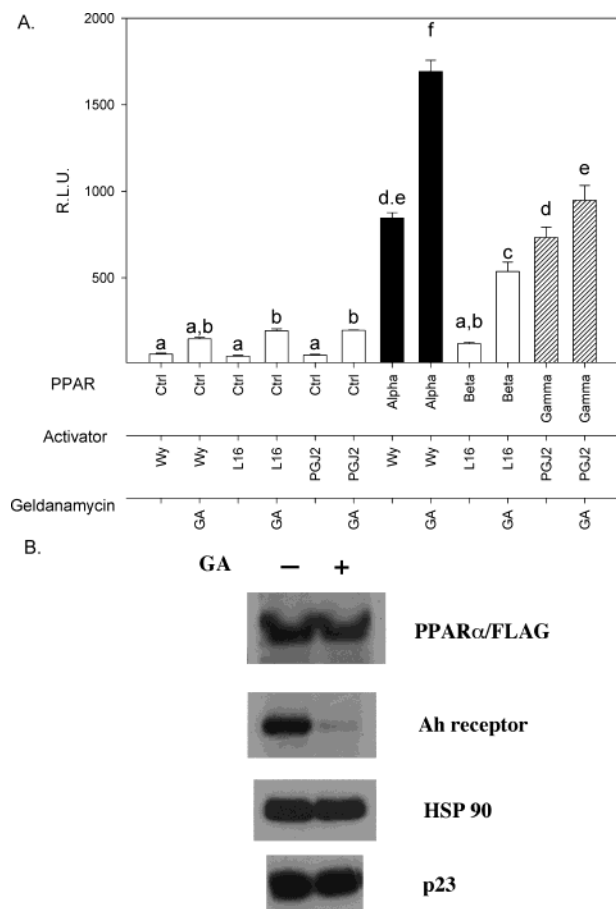 A.
2000
1500
1000
500
R.L.U.
a
a,b
a
b
a
b
d.e
f
a,b
c
d
e
PPAR
Ctrl
Ctrl
Ctrl
Ctrl
Ctrl
Ctrl
Alpha
Alpha
Beta
Beta
Gamma
Gamma
Activator
Wy
Wy
L16
L16
PGJ2
PGJ2
Wy
Wy
L16
L16
PGJ2
PGJ2
Geldanamycin
GA
GA
GA
GA
GA
GA
B.
GA − +
PPARα/FLAG
Ah receptor
HSP 90
p23